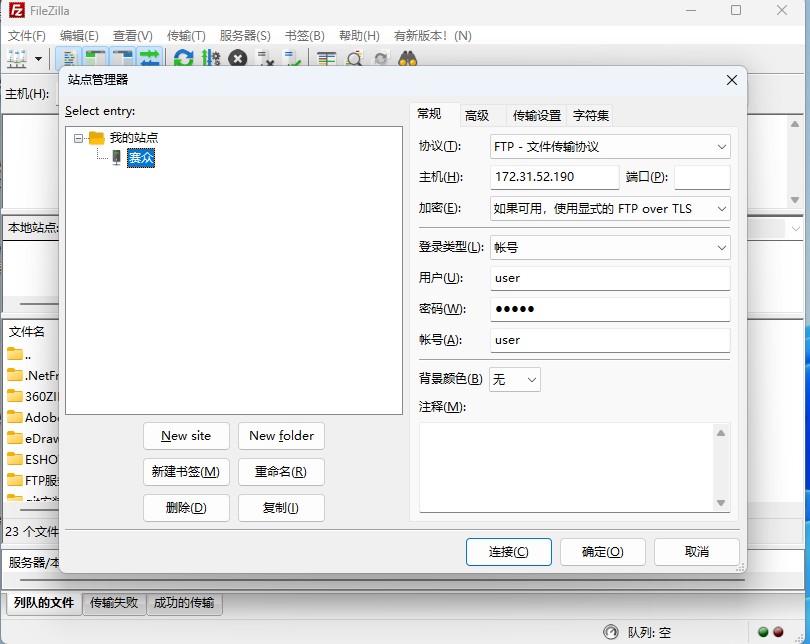 FileZilla
文件(F) 编辑(E) 查看(V) 传输(T) 服务器(S) 书签(B) 帮助(H) 有新版本！(N)
主机(H):
本地站点:
文件名
..
.NetFr
360ZI
Adob
eDraw
ESHO
FTP服
23 个文件
服务器/本
列队的文件 传输失败 成功的传输
队列: 空
站点管理器
Select entry:
我的站点
赛众
New site New folder
新建书签(M) 重命名(R)
删除(D) 复制(I)
常规 高级 传输设置 字符集
协议(T): FTP - 文件传输协议
主机(H): 172.31.52.190 端口(P):
加密(E): 如果可用，使用显式的 FTP over TLS
登录类型(L): 帐号
用户(U): user
密码(W): ●●●●●
帐号(A): user
背景颜色(B) 无
注释(M):
连接(C) 确定(O) 取消